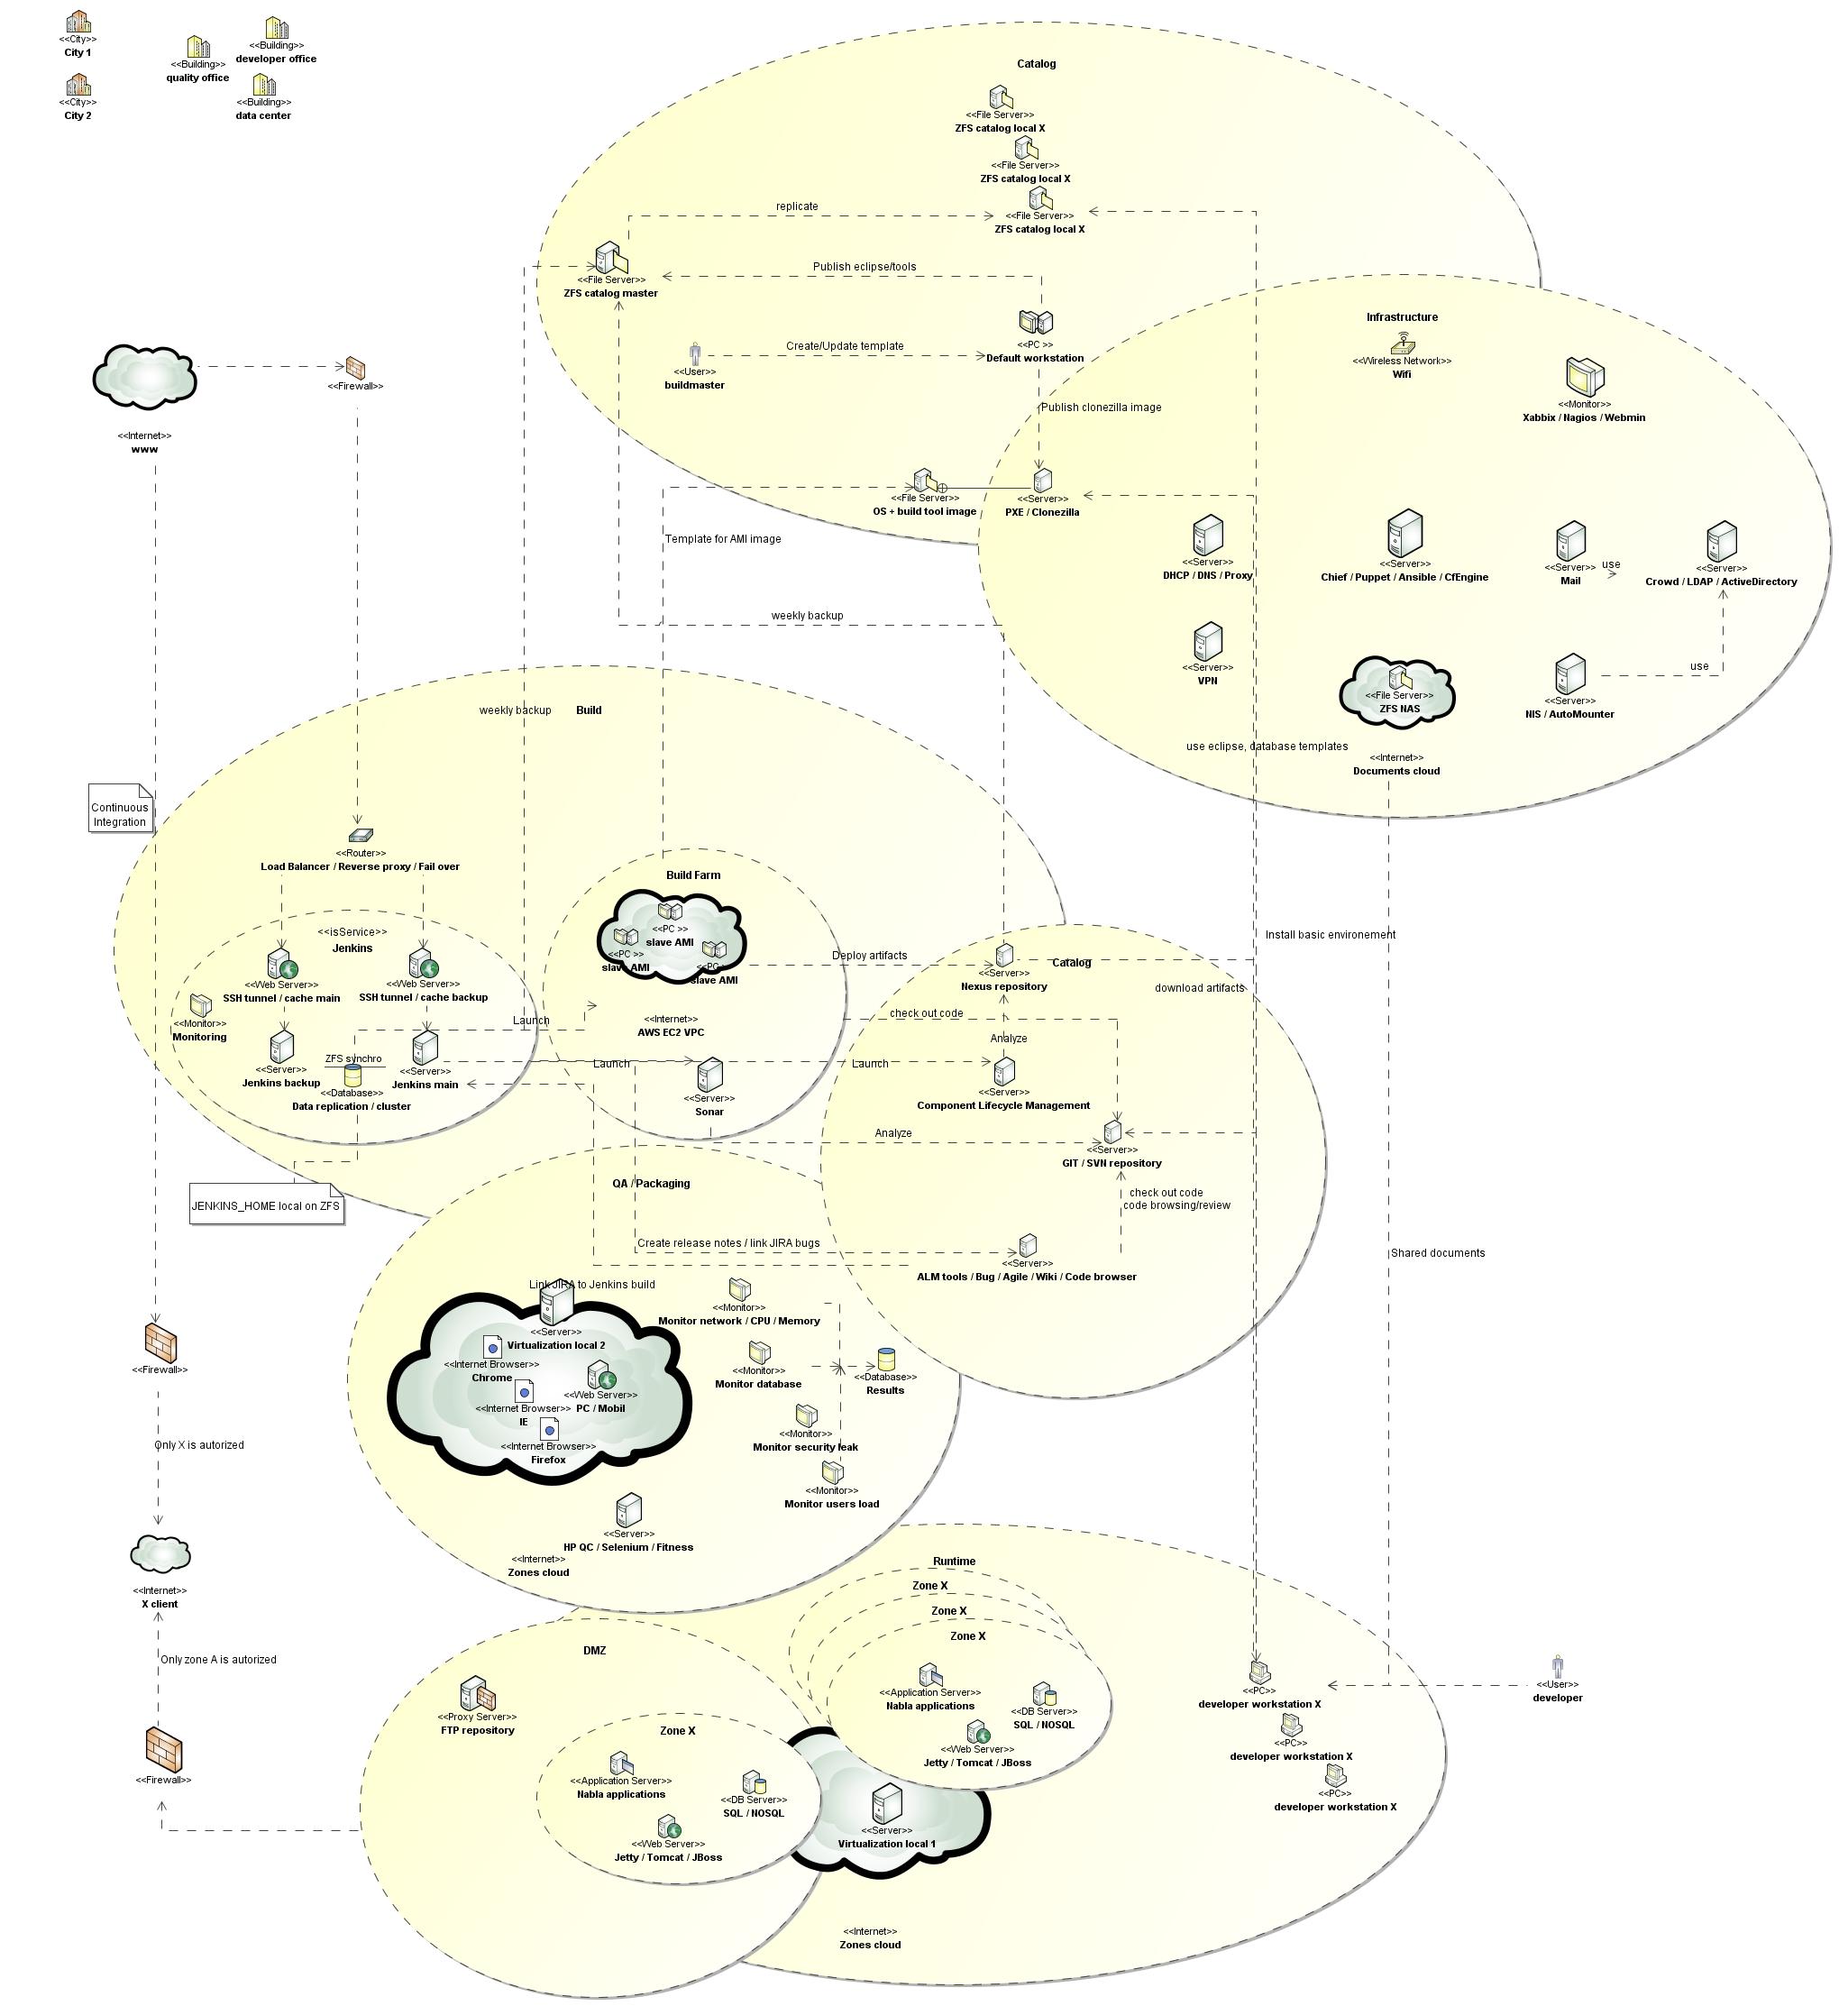 <<City>>
City 1
<<City>>
City 2
<<Building>>
quality office
<<Building>>
developer office
<<Building>>
data center
Catalog
<<File Server>>
ZFS catalog local X
<<File Server>>
ZFS catalog local X
<<File Server>>
ZFS catalog local X
replicate
<<File Server>>
ZFS catalog master
Publish eclipse/tools
<<User>>
buildmaster
Create/Update template
<<PC >>
Default workstation
Publish clonezilla image
<<File Server>>
OS + build tool image
<<Server>>
PXE / Clonezilla
Template for AMI image
weekly backup
Infrastructure
<<Wireless Network>>
Wifi
<<Monitor>>
Xabbix / Nagios / Webmin
<<Server>>
DHCP / DNS / Proxy
<<Server>>
Chief / Puppet / Ansible / CfEngine
<<Server>>
Mail
use
<<Server>>
Crowd / LDAP / ActiveDirectory
<<Server>>
VPN
<<File Server>>
ZFS NAS
<<Server>>
NIS / AutoMounter
use
use eclipse, database templates
<<Internet>>
Documents cloud
<<Internet>>
www
<<Firewall>>
Continuous
Integration
weekly backup
Build
<<Router>>
Load Balancer / Reverse proxy / Fail over
<<isService>>
Jenkins
<<Web Server>>
SSH tunnel / cache main
<<Web Server>>
SSH tunnel / cache backup
<<Monitor>>
Monitoring
<<Server>>
Jenkins backup
ZFS synchro
<<Database>>
Data replication / cluster
<<Server>>
Jenkins main
JENKINS_HOME local on ZFS
Build Farm
<<PC >>
slave AMI
<<PC >>
slave AMI
<<PC >>
slave AMI
<<Internet>>
AWS EC2 VPC
Launch
Launch
<<Server>>
Sonar
Launch
Deploy artifacts
check out code
Analyze
Catalog
<<Server>>
Nexus repository
Analyze
<<Server>>
Component Lifecycle Management
<<Server>>
GIT / SVN repository
check out code
code browsing/review
<<Server>>
ALM tools / Bug / Agile / Wiki / Code browser
Install basic environement
download artifacts
Shared documents
QA / Packaging
Create release notes / link JIRA bugs
Link JIRA to Jenkins build
<<Server>>
Virtualization local 2
<<Internet Browser>>
Chrome
<<Internet Browser>>
IE
<<Internet Browser>>
Firefox
<<Web Server>>
PC / Mobil
<<Monitor>>
Monitor network / CPU / Memory
<<Monitor>>
Monitor database
<<Database>>
Results
<<Monitor>>
Monitor security leak
<<Monitor>>
Monitor users load
<<Server>>
HP QC / Selenium / Fitness
<<Internet>>
Zones cloud
<<Firewall>>
Only X is autorized
<<Internet>>
X client
Only zone A is autorized
<<Firewall>>
DMZ
<<Proxy Server>>
FTP repository
Zone X
<<Application Server>>
Nabla applications
<<DB Server>>
SQL / NOSQL
<<Web Server>>
Jetty / Tomcat / JBoss
Runtime
Zone X
Zone X
Zone X
<<Application Server>>
Nabla applications
<<DB Server>>
SQL / NOSQL
<<Web Server>>
Jetty / Tomcat / JBoss
<<Server>>
Virtualization local 1
<<PC>>
developer workstation X
<<PC>>
developer workstation X
<<PC>>
developer workstation X
<<User>>
developer
<<Internet>>
Zones cloud